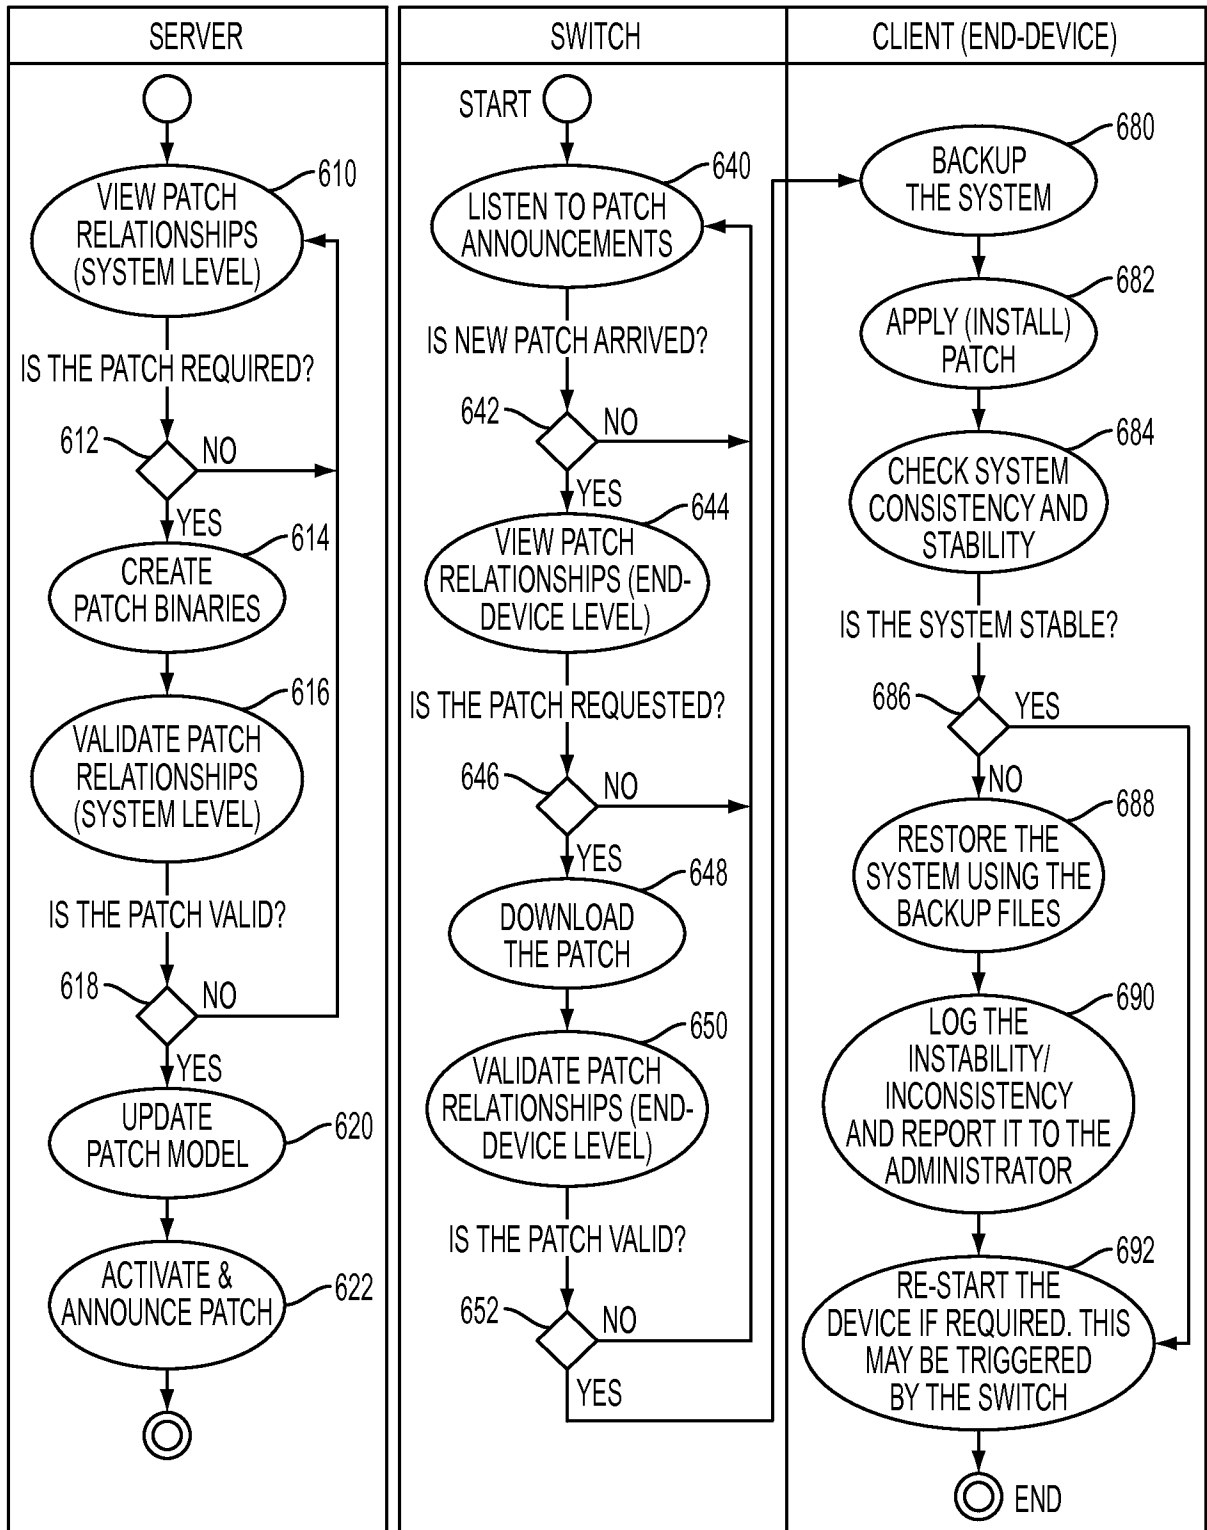 SERVER
610
VIEW PATCH
RELATIONSHIPS
(SYSTEM LEVEL)
IS THE PATCH REQUIRED?
612
NO
YES
614
CREATE
PATCH BINARIES
616
VALIDATE PATCH
RELATIONSHIPS
(SYSTEM LEVEL)
IS THE PATCH VALID?
618
NO
YES
UPDATE
PATCH MODEL
620
ACTIVATE &
ANNOUNCE PATCH
622
SWITCH
START
640
LISTEN TO PATCH
ANNOUNCEMENTS
IS NEW PATCH ARRIVED?
642
NO
YES
644
VIEW PATCH
RELATIONSHIPS (END-
DEVICE LEVEL)
IS THE PATCH REQUESTED?
646
NO
YES
648
DOWNLOAD
THE PATCH
650
VALIDATE PATCH
RELATIONSHIPS (END-
DEVICE LEVEL)
IS THE PATCH VALID?
652
NO
YES
CLIENT (END-DEVICE)
680
BACKUP
THE SYSTEM
682
APPLY (INSTALL)
PATCH
684
CHECK SYSTEM
CONSISTENCY AND
STABILITY
IS THE SYSTEM STABLE?
686
YES
NO
688
RESTORE THE
SYSTEM USING THE
BACKUP FILES
690
LOG THE
INSTABILITY/
INCONSISTENCY
AND REPORT IT TO THE
ADMINISTRATOR
692
RE-START THE
DEVICE IF REQUIRED. THIS
MAY BE TRIGGERED
BY THE SWITCH
END